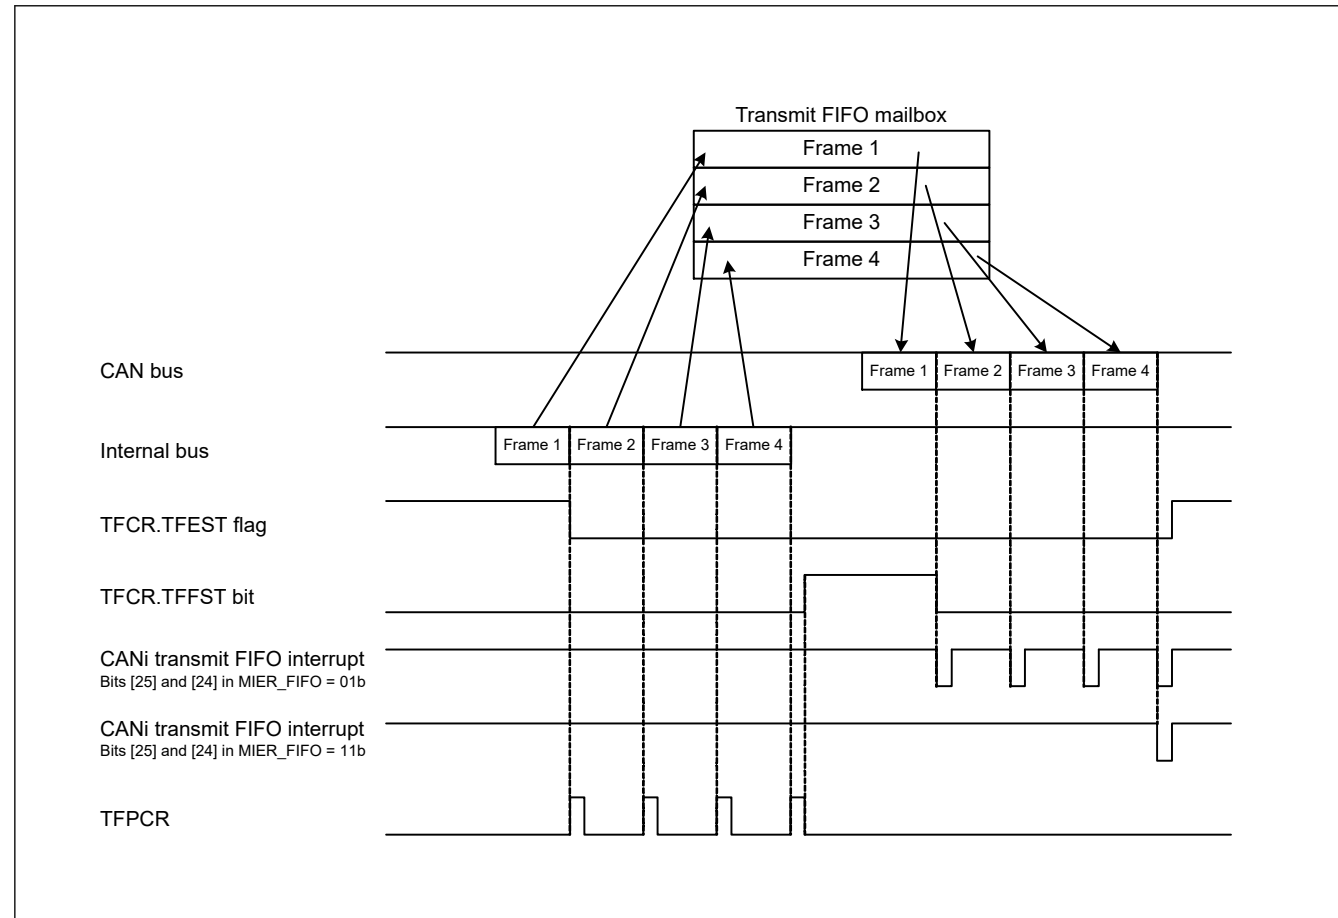 Transmit FIFO mailbox
Frame 1
Frame 2
Frame 3
Frame 4
CAN bus
Frame 1 Frame 2 Frame 3 Frame 4
Internal bus
Frame 1 Frame 2 Frame 3 Frame 4
TFCR.TFEST flag
TFCR.TFFST bit
CANi transmit FIFO interrupt
Bits [25] and [24] in MIER_FIFO = 01b
CANi transmit FIFO interrupt
Bits [25] and [24] in MIER_FIFO = 11b
TFPCR